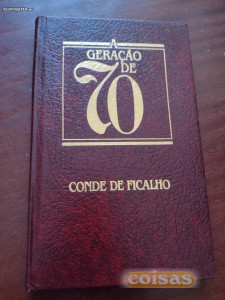 A
GERAÇÃO
DE
70
CONDE DE FICALHO
coisas